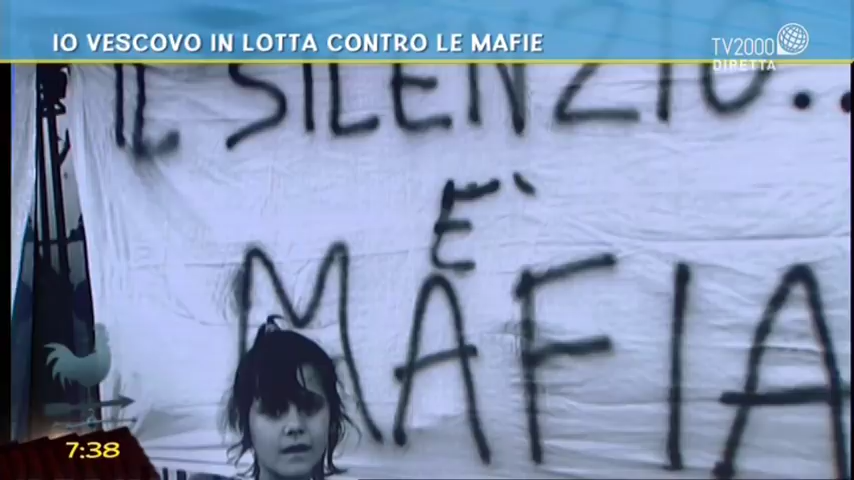 IO VESCOVO IN LOTTA CONTRO LE MAFIE
TV2000
DIRETTA
IL SILENZIO..
E'
MAFIA
7:38